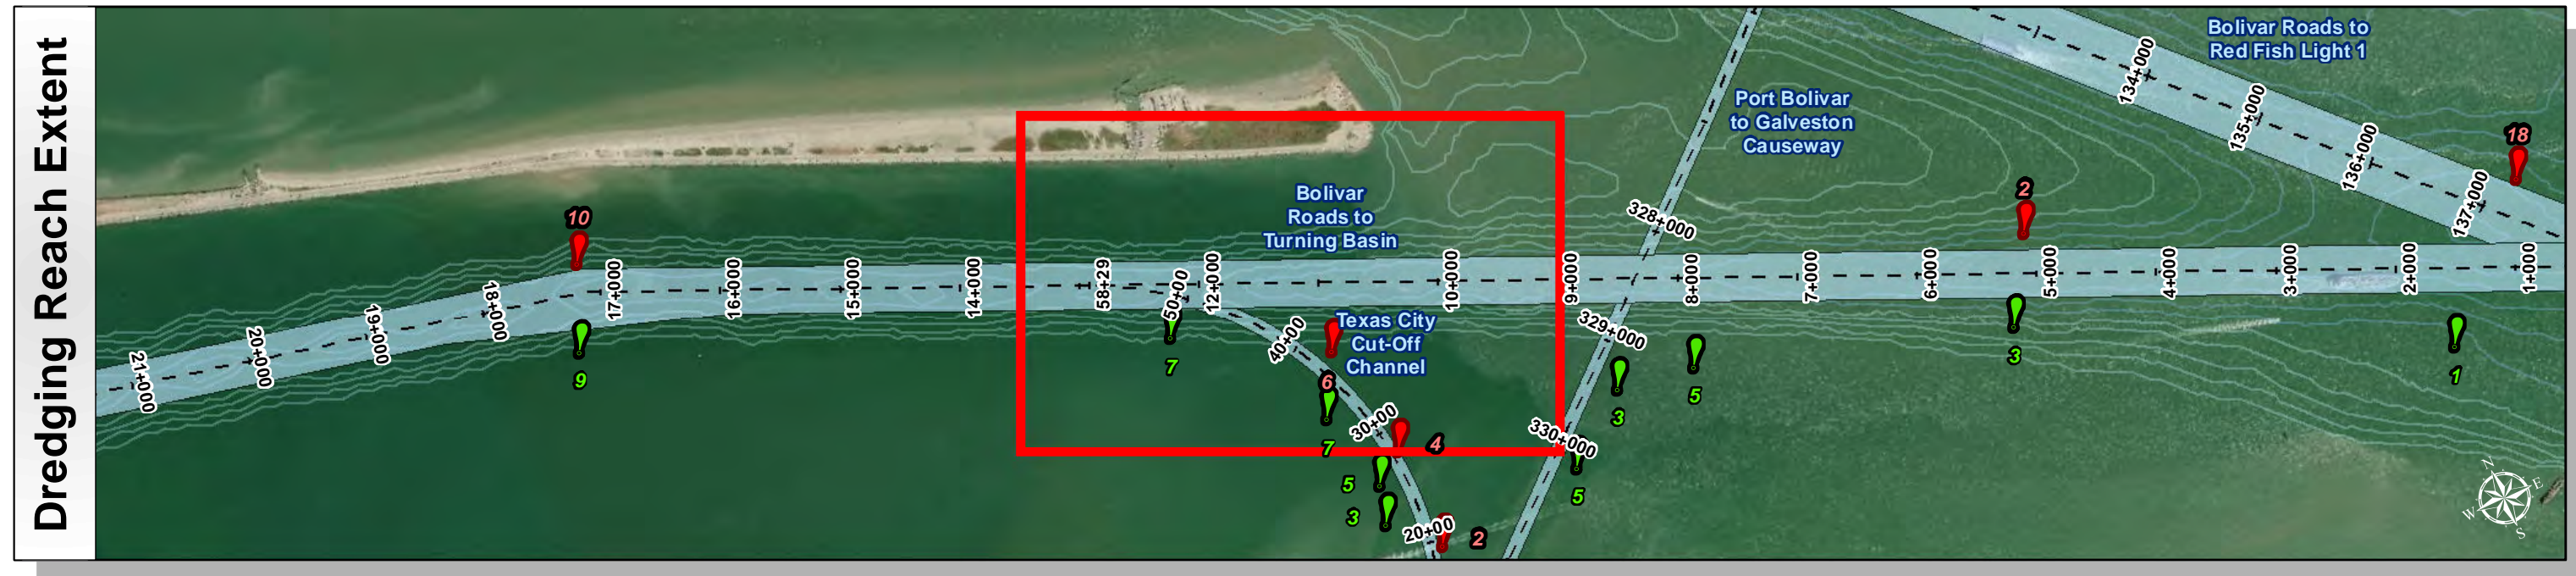 Dredging Reach Extent
Bolivar Roads to
Red Fish Light 1
134+000
135+000
136+000
137+000
18
Port Bolivar
to Galveston
Causeway
2
Bolivar
Roads to
Turning Basin
10
328+000
21+000
20+000
19+000
18+000
17+000
16+000
15+000
14+000
58+29
50+00
12+000
10+000
9+000
8+000
7+000
6+000
5+000
4+000
3+000
2+000
1+000
329+000
Texas City
Cut-Off
Channel
40+00
9
7
6
3
5
3
1
30+00
4
7
330+000
5
5
3
20+00
2
N
E
W
S